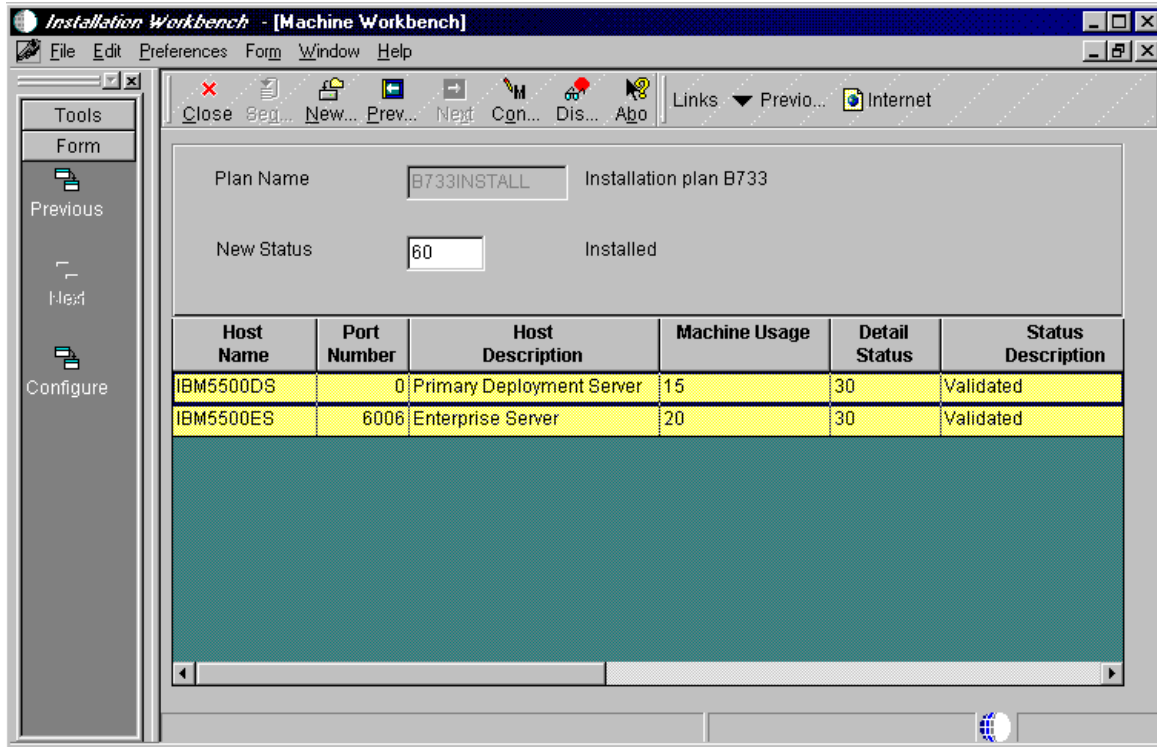 Installation Workbench - [Machine Workbench]
File Edit Preferences Form Window Help
Tools
Form
Previous
Next
Configure
Close Seq... New... Prev... Next Con... Dis... Abo Links Previo... Internet
Plan Name B733INSTALL Installation plan B733
New Status 60 Installed
Host Name Port Number Host Description Machine Usage Detail Status Status Description
IBM5500DS 0 Primary Deployment Server 15 30 Validated
IBM5500ES 6006 Enterprise Server 20 30 Validated